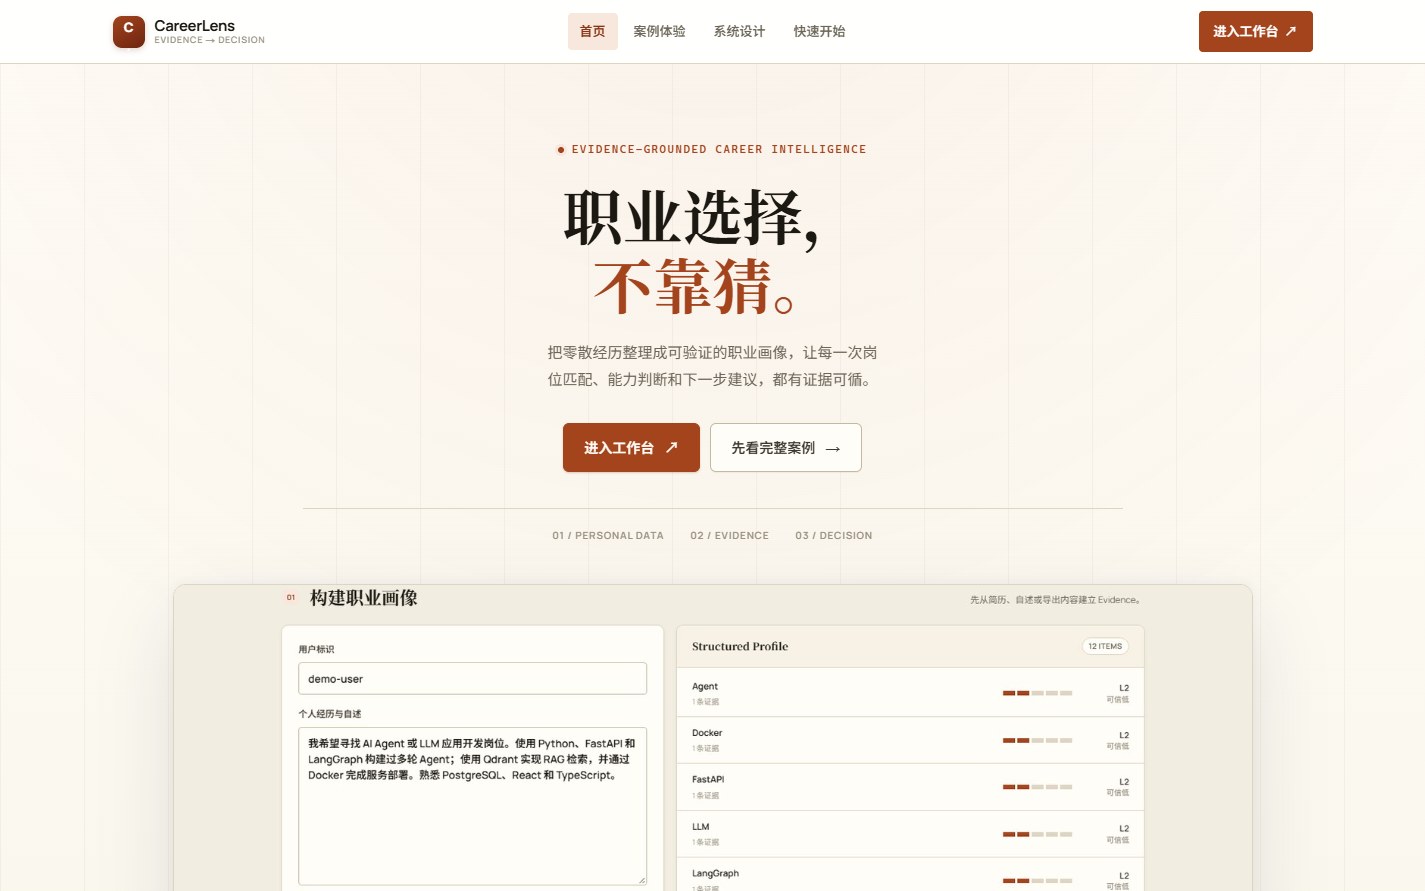 C
CareerLens
EVIDENCE → DECISION
首页
案例体验
系统设计
快速开始
进入工作台 ↗
EVIDENCE-GROUNDED CAREER INTELLIGENCE
职业选择,
不靠猜。
把零散经历整理成可验证的职业画像，让每一次岗
位匹配、能力判断和下一步建议，都有证据可循。
进入工作台 ↗
先看完整案例 →
01 / PERSONAL DATA
02 / EVIDENCE
03 / DECISION
01 构建职业画像
先从简历、自述或导出内容建立 Evidence。
用户标识
demo-user
个人经历与自述
我希望寻找 AI Agent 或 LLM 应用开发岗位。使用 Python、FastAPI 和
LangGraph 构建过多轮 Agent；使用 Qdrant 实现 RAG 检索，并通过
Docker 完成服务部署。熟悉 PostgreSQL、React 和 TypeScript。
Structured Profile
12 ITEMS
Agent
1 条证据
L2
可信低
Docker
1 条证据
L2
可信低
FastAPI
1 条证据
L2
可信低
LLM
1 条证据
L2
可信低
LangGraph
1 条证据
L2
可信低